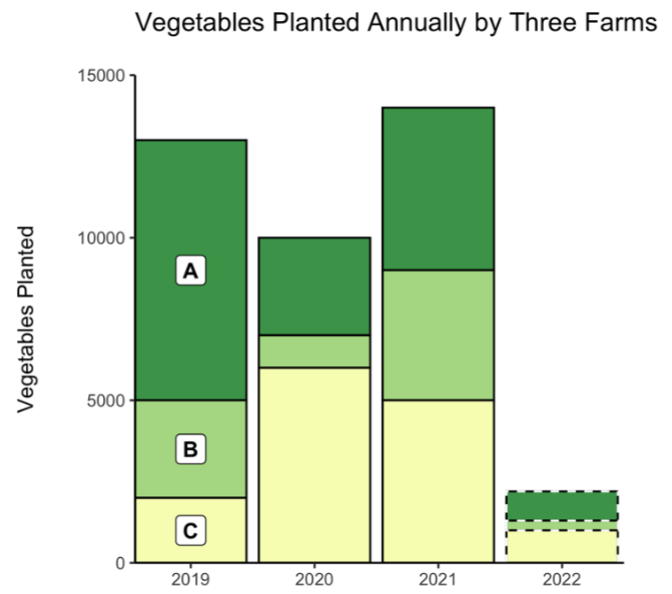 Vegetables Planted Annually by Three Farms
Vegetables Planted
15000
10000
5000
0
A
B
C
2019 2020 2021 2022